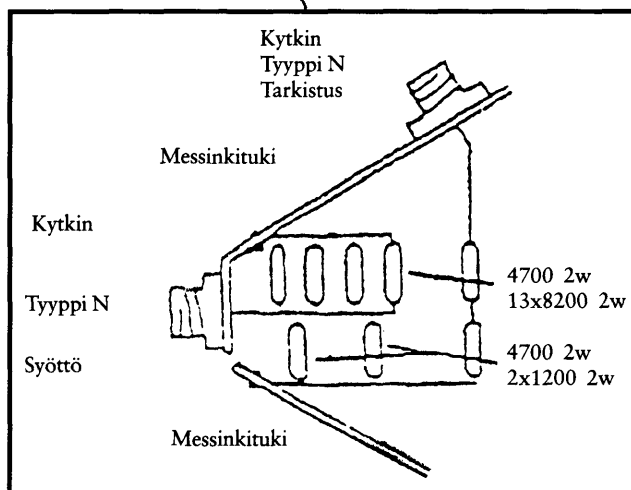 Kytkin
Tyyppi N
Tarkistus
Messinkituki
Kytkin
Tyyppi N
Syöttö
4700 2w
13x8200 2w
4700 2w
2x1200 2w
Messinkituki